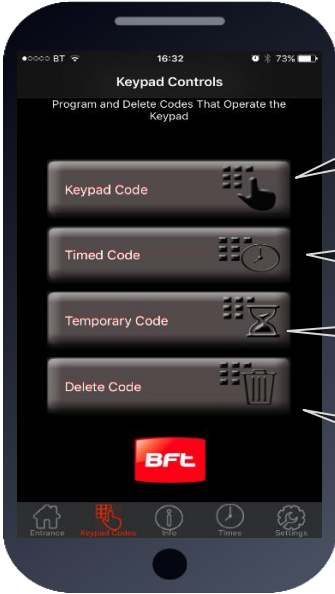 ●○○○○ BT 16:32 73%
Keypad Controls
Program and Delete Codes That Operate the
Keypad
Keypad Code
Timed Code
Temporary Code
Delete Code
BFt
Entrance Keypad Codes Info Times Settings